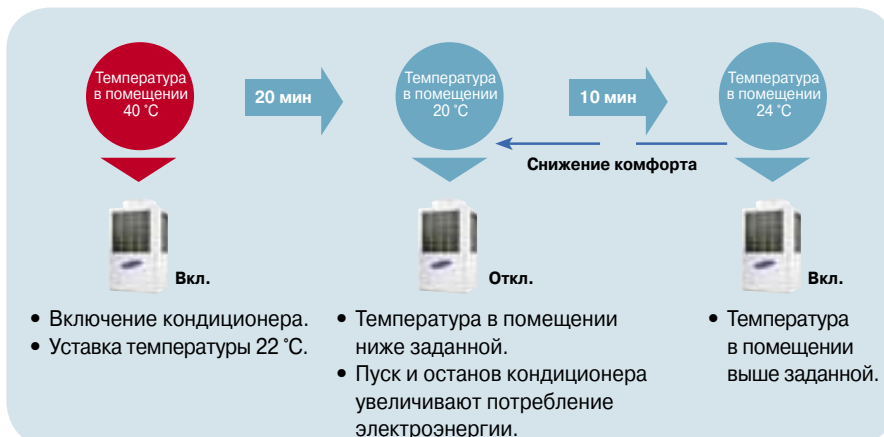 Температура
в помещении
40 ˚C
20 мин
Температура
в помещении
20 ˚C
10 мин
Температура
в помещении
24 ˚C
Снижение комфорта
Вкл.
Откл.
Вкл.
• Включение кондиционера.
• Уставка температуры 22 ˚C.
• Температура в помещении
ниже заданной.
• Пуск и останов кондиционера
увеличивают потребление
электроэнергии.
• Температура
в помещении
выше заданной.